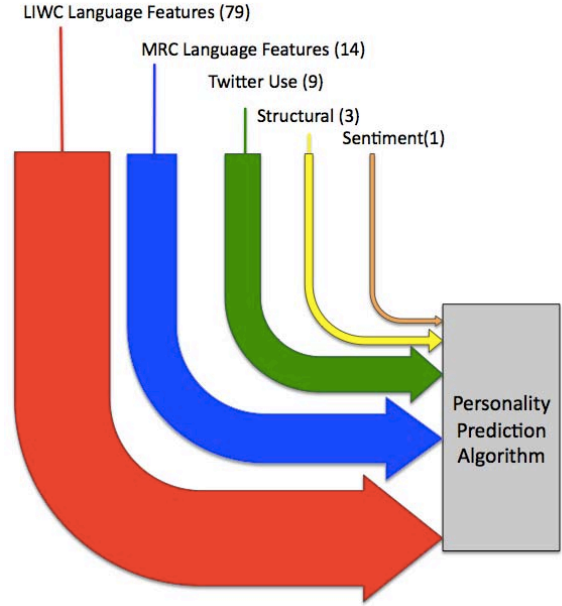 LIWC Language Features (79)
MRC Language Features (14)
Twitter Use (9)
Structural (3)
Sentiment(1)
Personality
Prediction
Algorithm